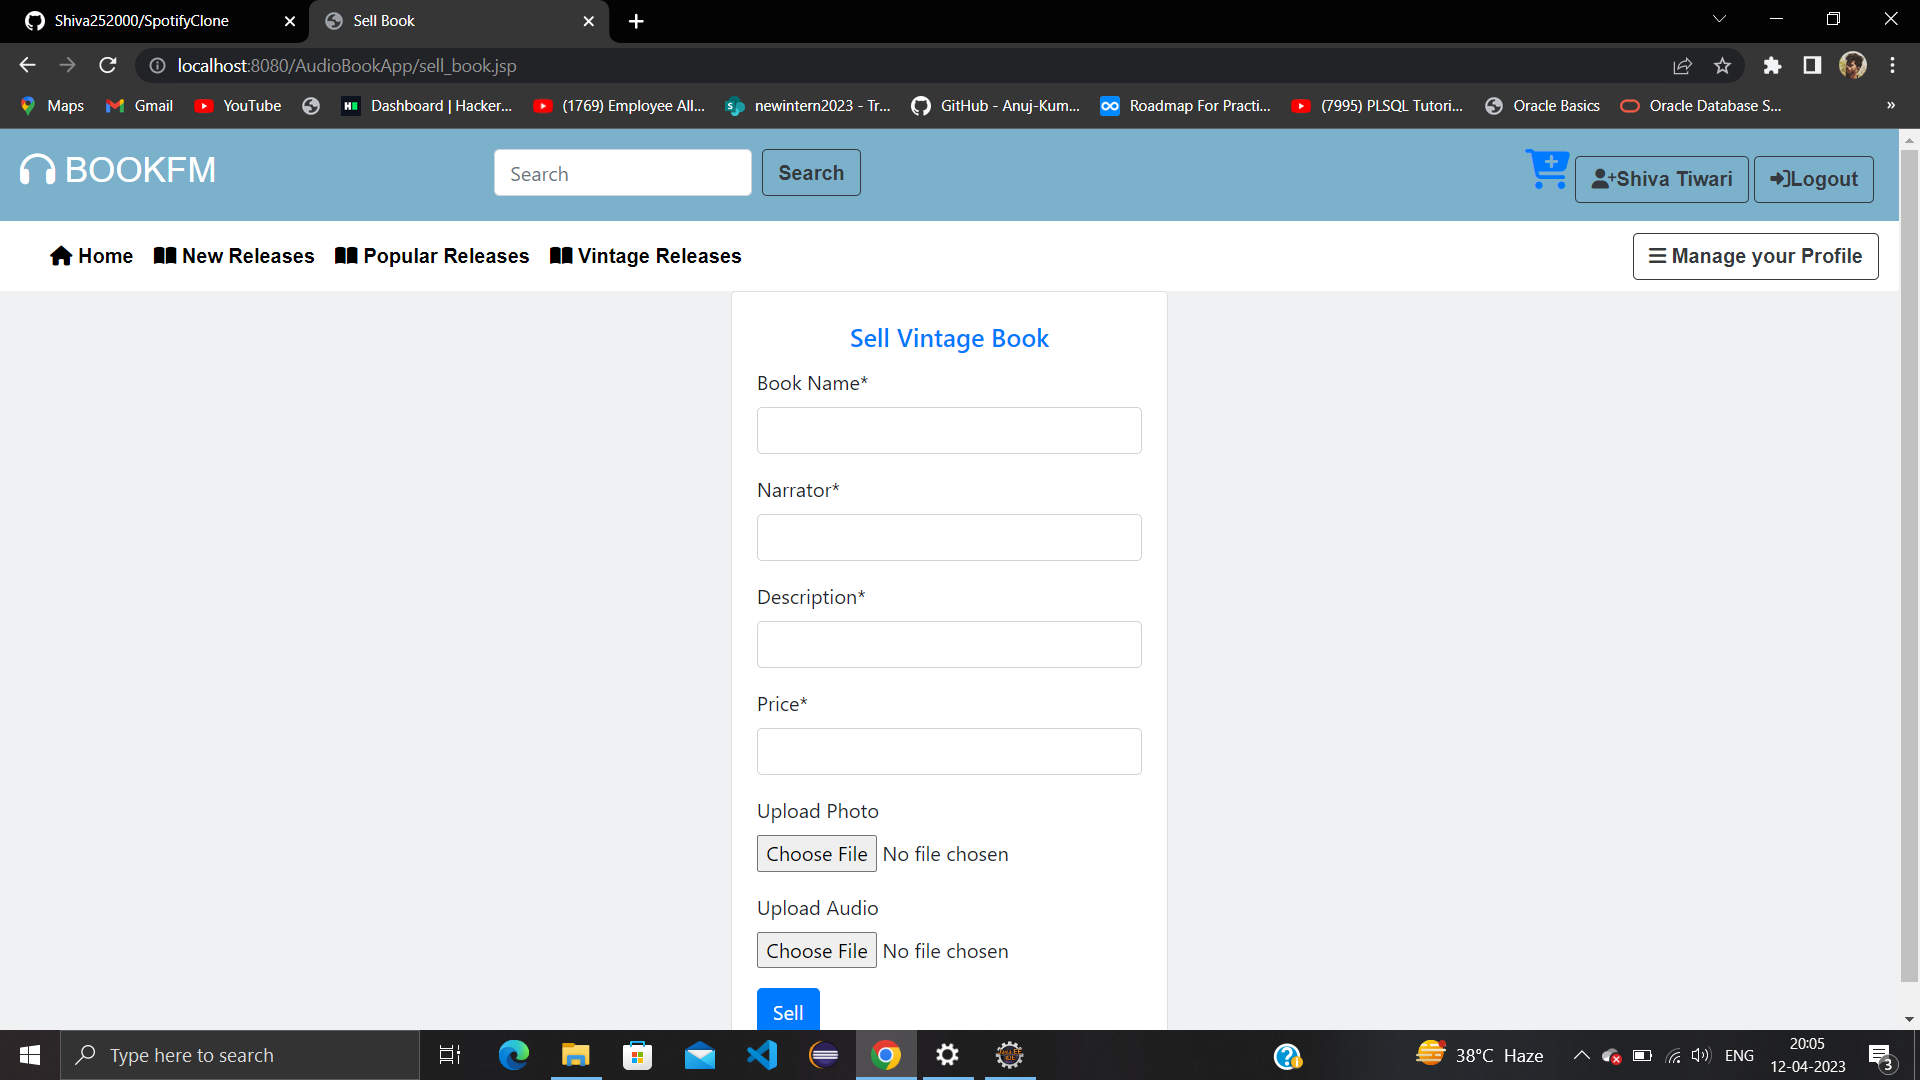 Shiva252000/SpotifyClone
Sell Book
localhost:8080/AudioBookApp/sell_book.jsp
Maps
Gmail
YouTube
Dashboard | Hacker...
(1769) Employee All...
newintern2023 - Tr...
GitHub - Anuj-Kum...
Roadmap For Practi...
(7995) PLSQL Tutori...
Oracle Basics
Oracle Database S...
»
BOOKFM
Search
Search
Shiva Tiwari
Logout
Home
New Releases
Popular Releases
Vintage Releases
Manage your Profile
Sell Vintage Book
Book Name*
Narrator*
Description*
Price*
Upload Photo
Choose File No file chosen
Upload Audio
Choose File No file chosen
Sell
Type here to search
38°C Haze
ENG
20:05
12-04-2023
3